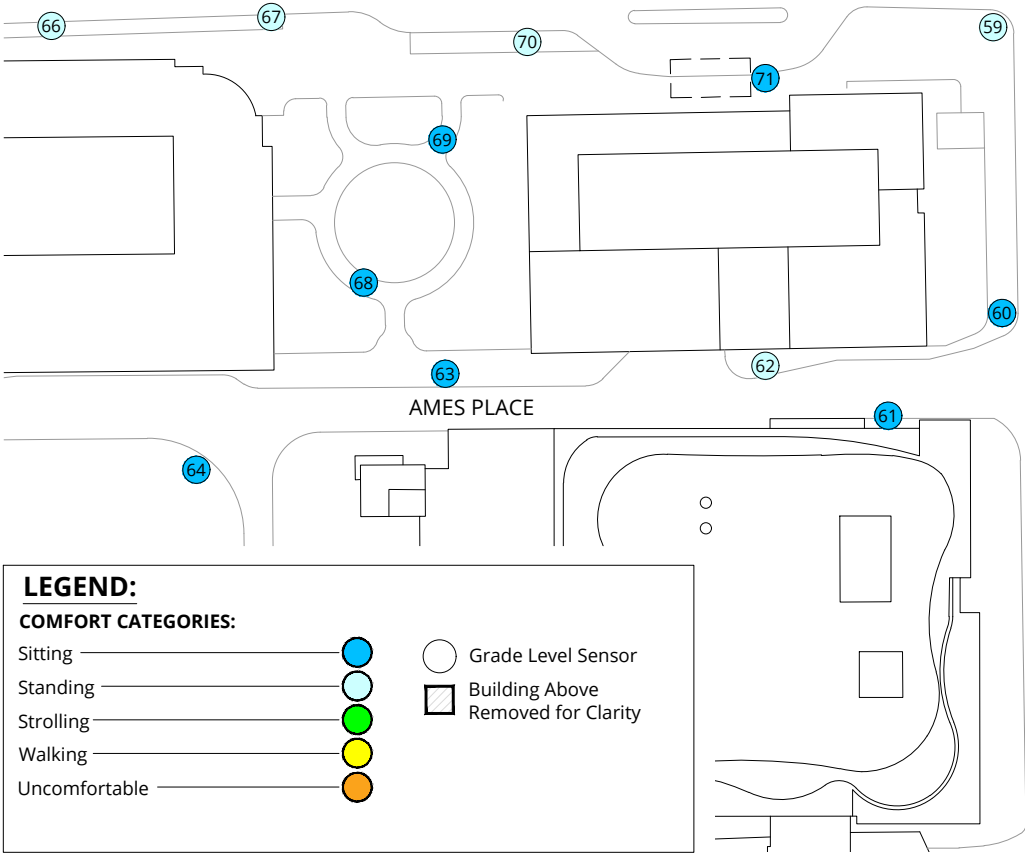 67
66
70
59
71
69
68
60
62
63
AMES PLACE
61
64
LEGEND:
COMFORT CATEGORIES:
Sitting
Standing
Strolling
Walking
Uncomfortable
Grade Level Sensor
Building Above
Removed for Clarity